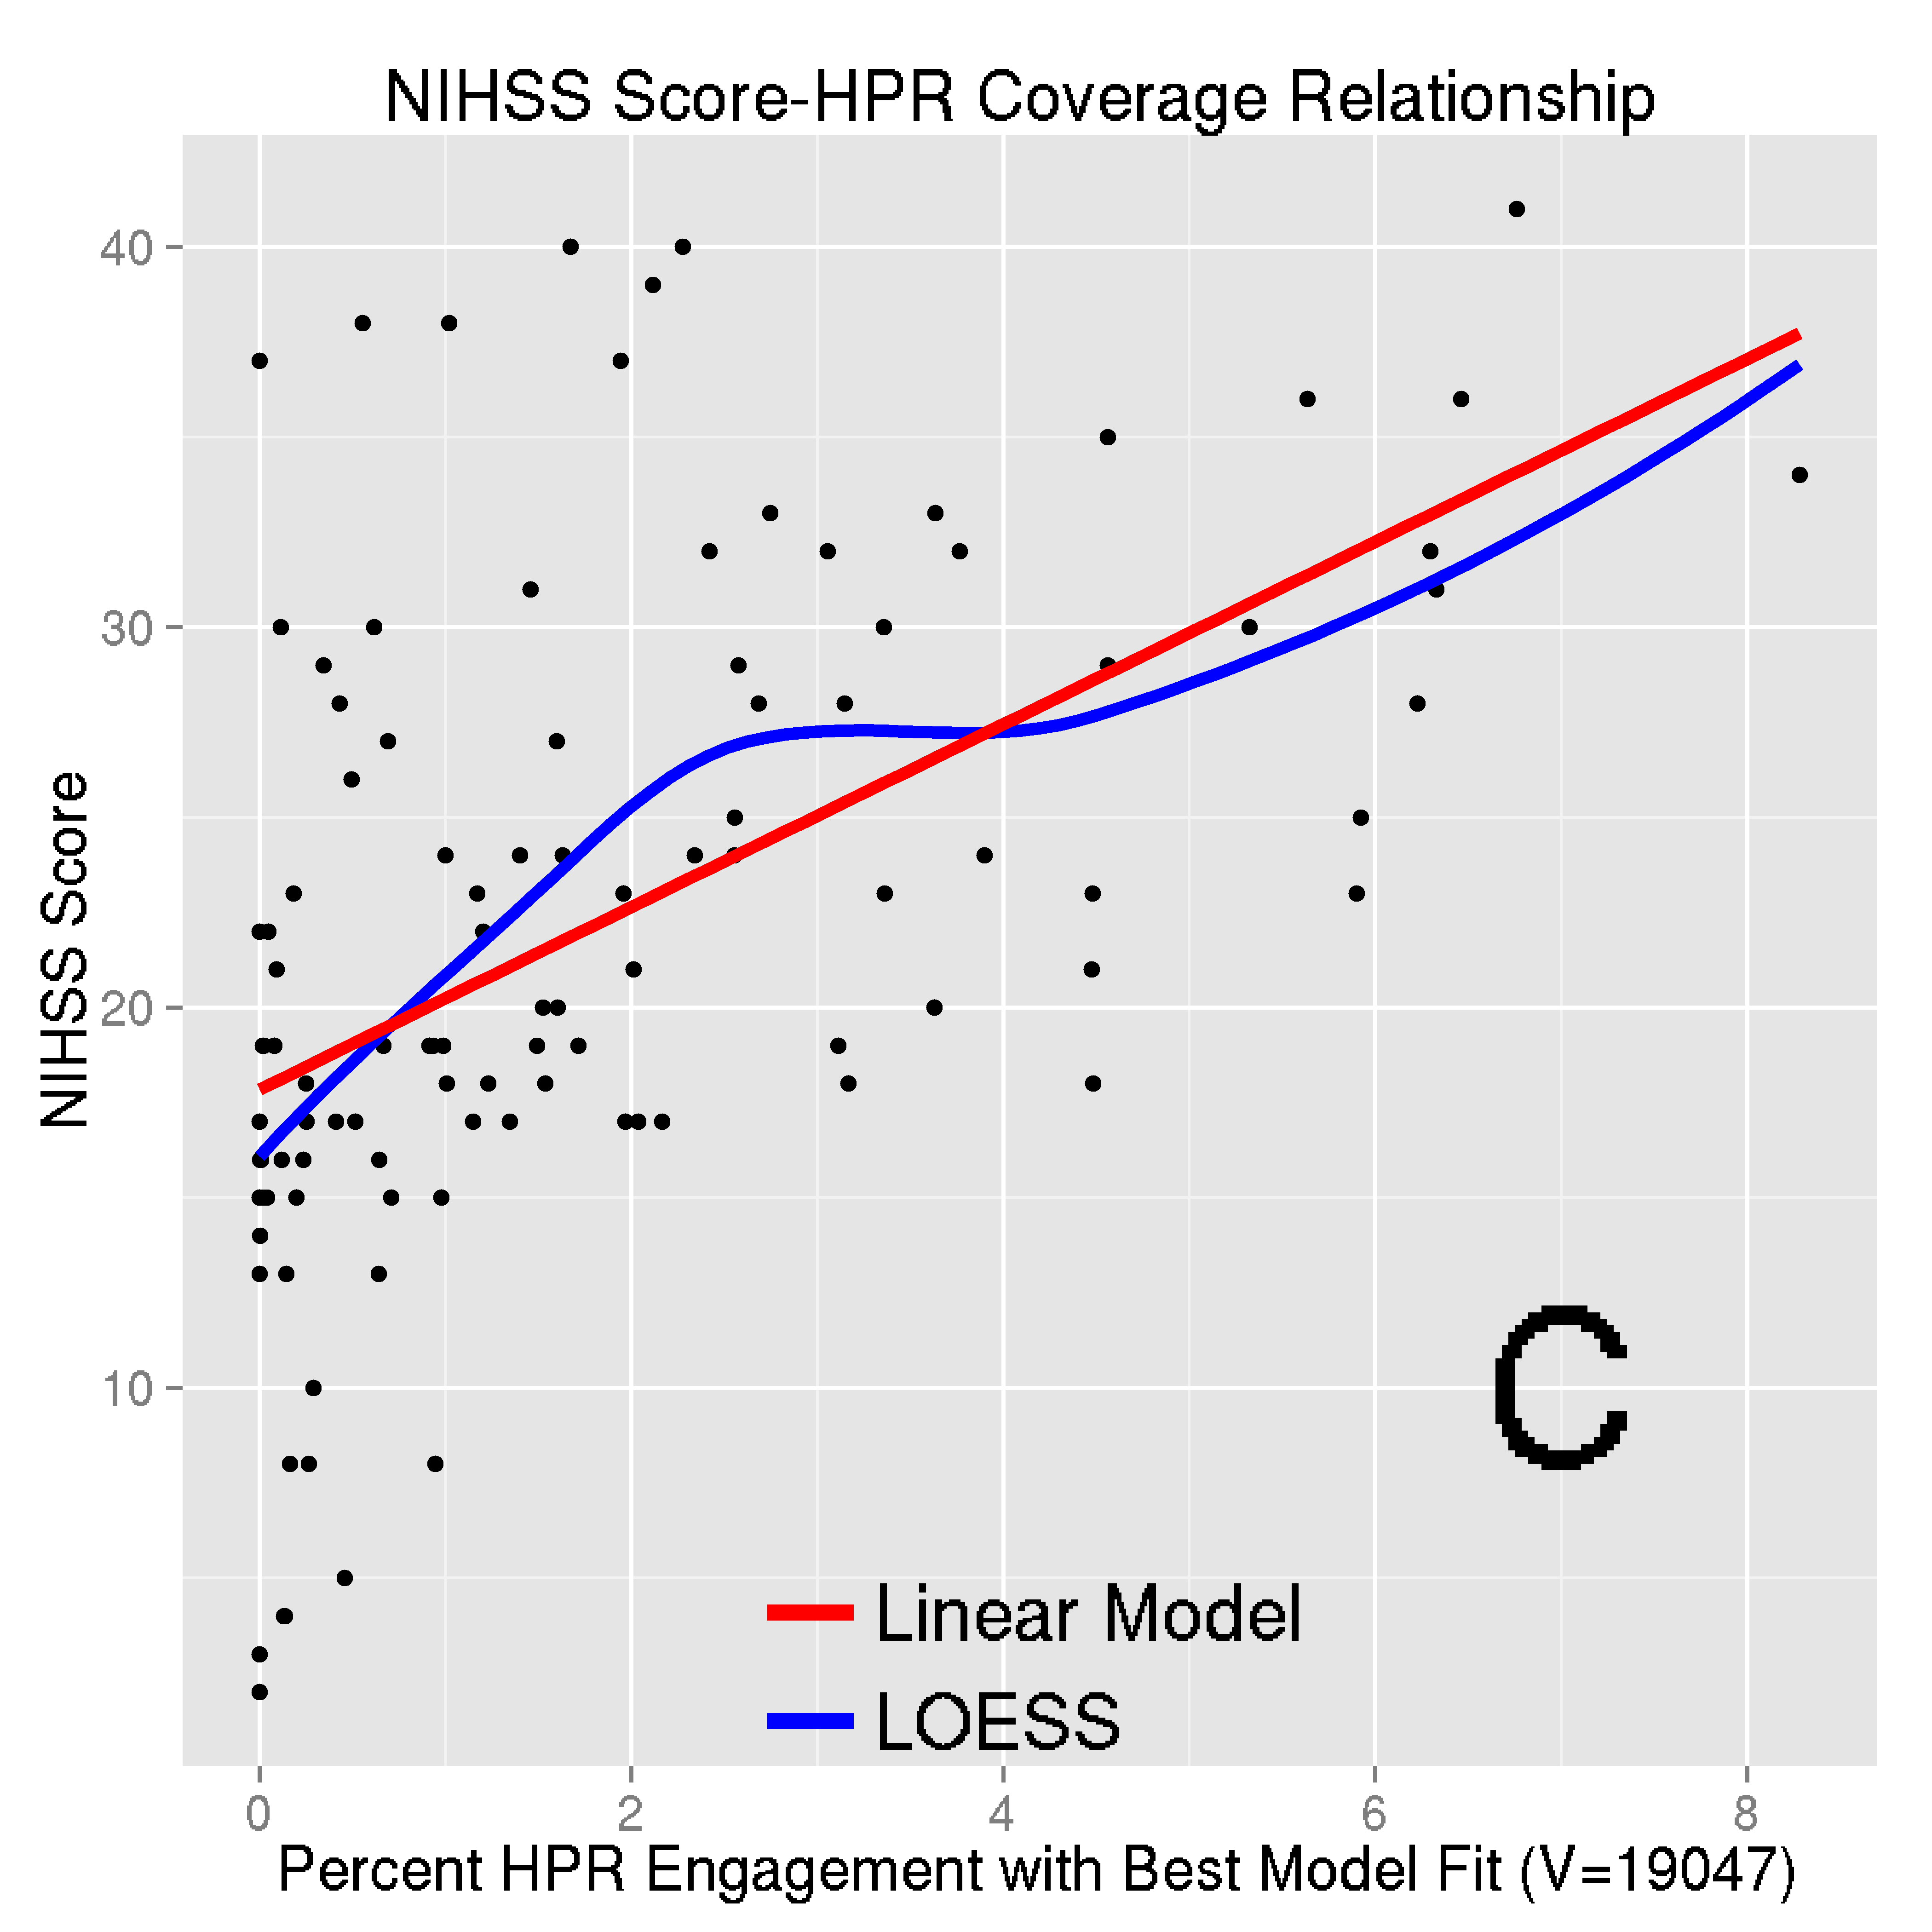 NIHSS Score-HPR Coverage Relationship
NIHSS Score
40
30
20
10
C
Linear Model
LOESS
0 2 4 6 8
Percent HPR Engagement with Best Model Fit (V=19047)